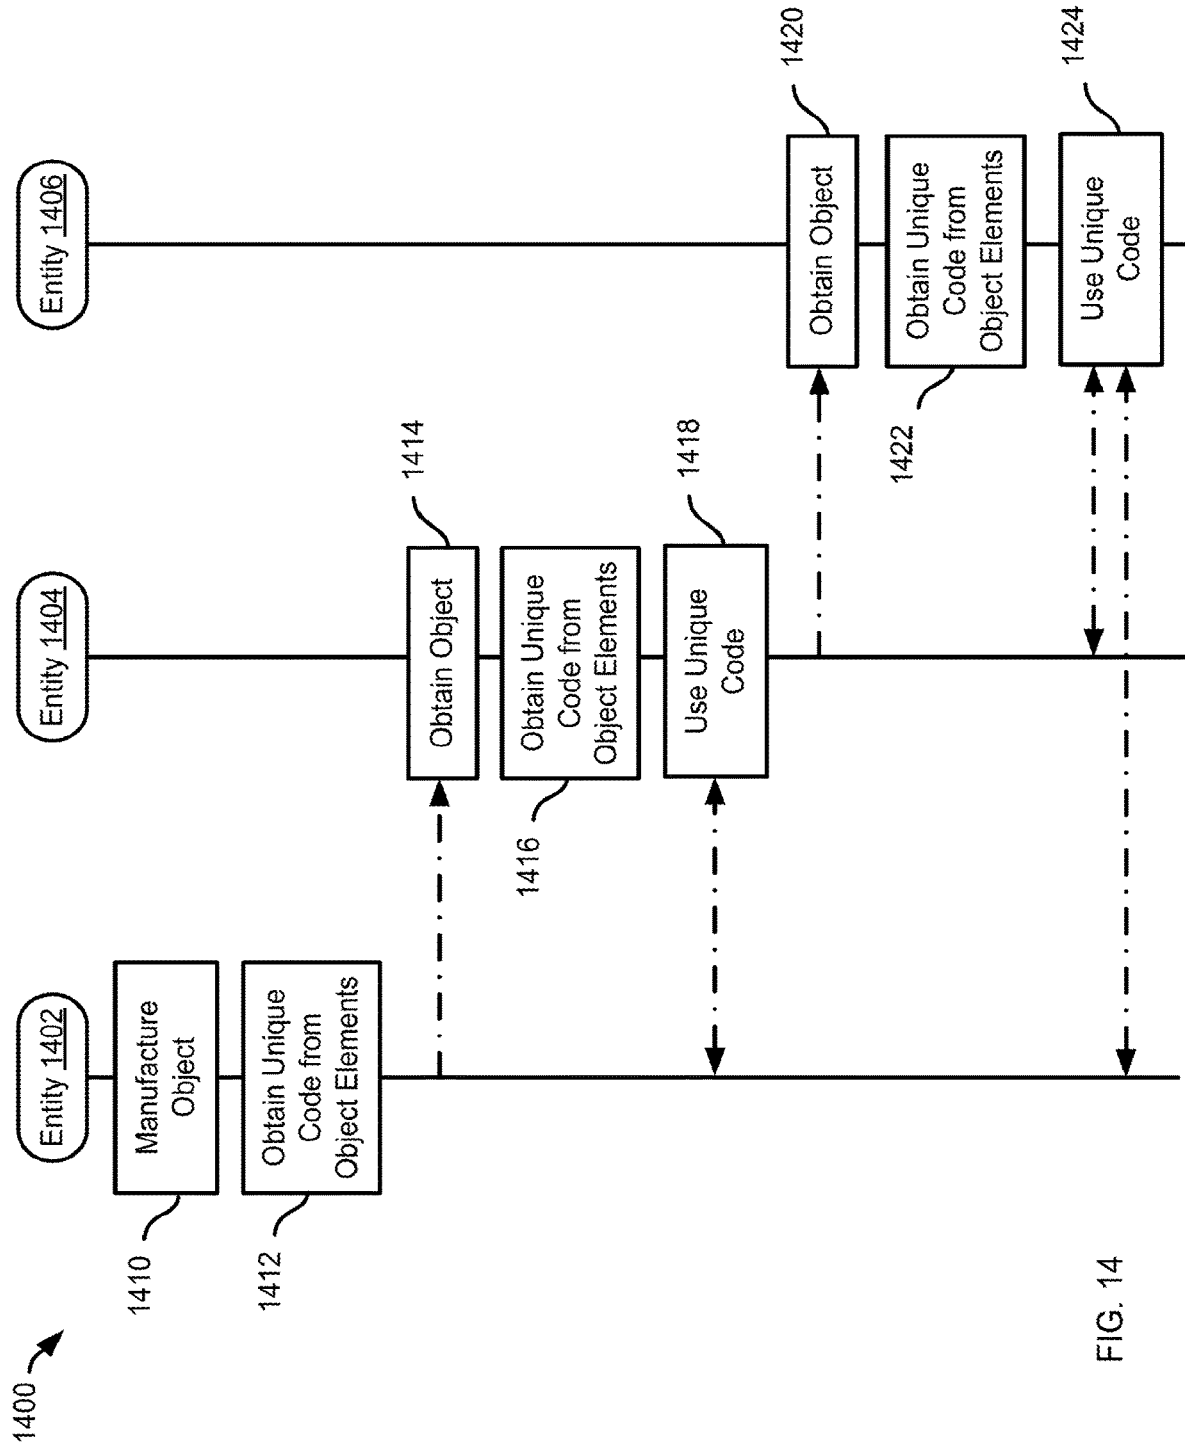 1400
Entity 1402
Entity 1404
Entity 1406
1410
Manufacture
Object
1412
Obtain Unique
Code from
Object Elements
Obtain Object
1414
1416
Obtain Unique
Code from
Object Elements
Use Unique
Code
1418
Obtain Object
1420
1422
Obtain Unique
Code from
Object Elements
Use Unique
Code
1424
FIG. 14